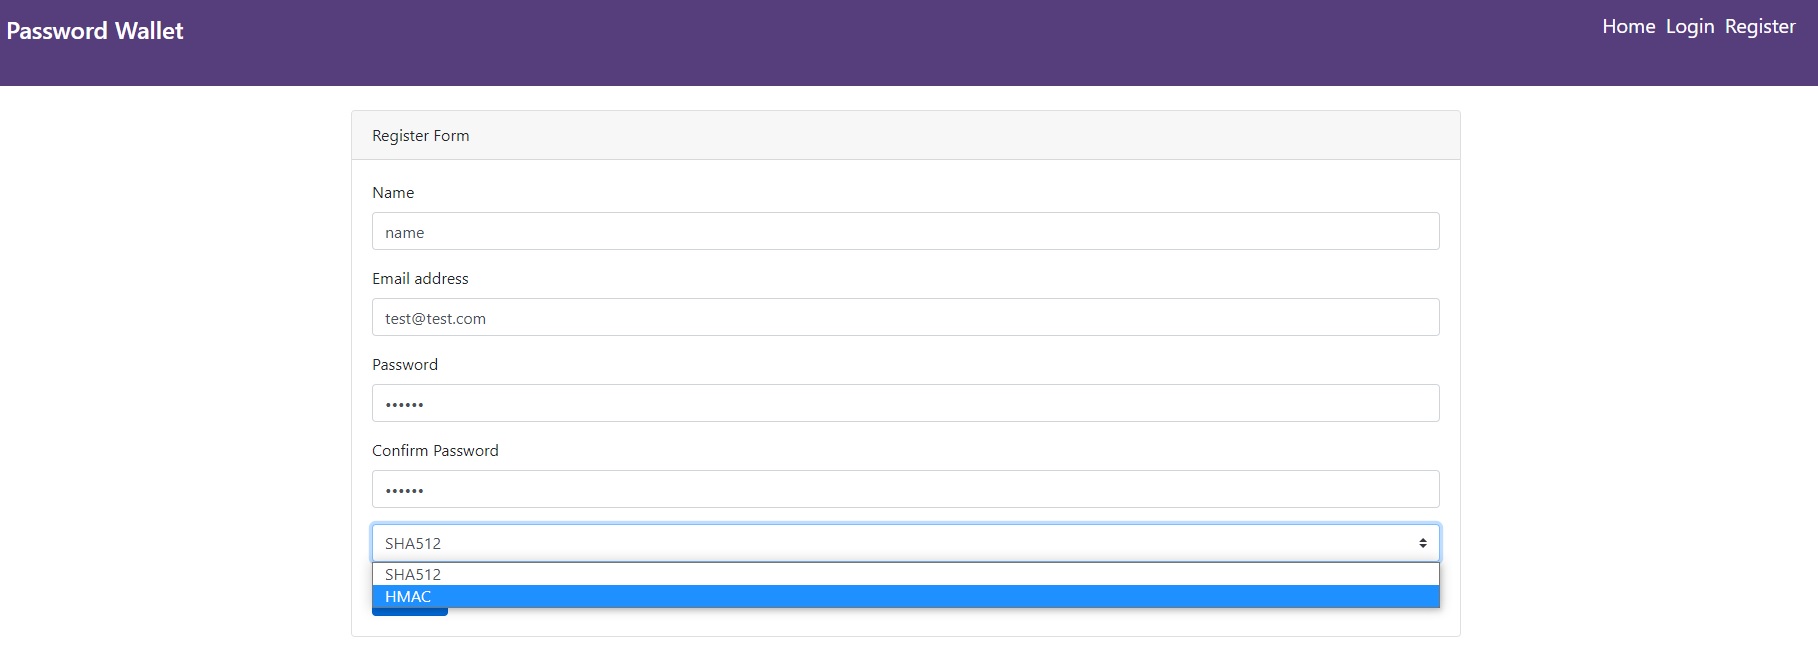 Password Wallet
Home Login Register
Register Form
Name
name
Email address
test@test.com
Password
••••••
Confirm Password
••••••
SHA512
SHA512
HMAC